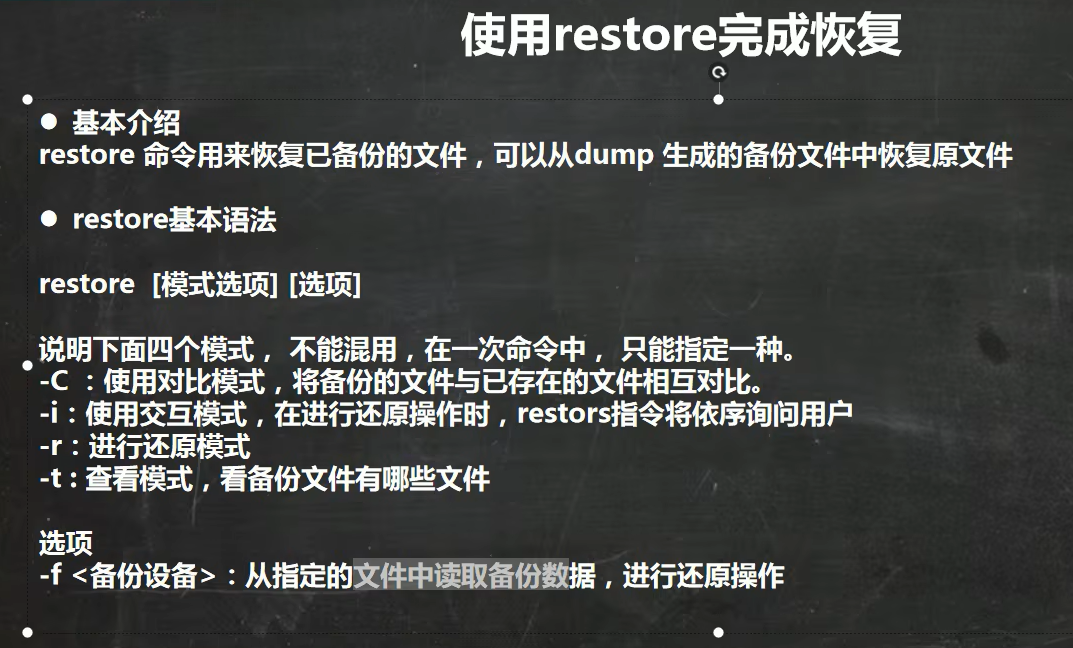 使用restore完成恢复
● 基本介绍
restore 命令用来恢复已备份的文件，可以从dump 生成的备份文件中恢复原文件
● restore基本语法
restore [模式选项] [选项]
说明下面四个模式， 不能混用，在一次命令中， 只能指定一种。
-C ：使用对比模式，将备份的文件与已存在的文件相互对比。
-i：使用交互模式，在进行还原操作时，restors指令将依序询问用户
-r：进行还原模式
-t : 查看模式，看备份文件有哪些文件
选项
-f <备份设备>：从指定的文件中读取备份数据，进行还原操作